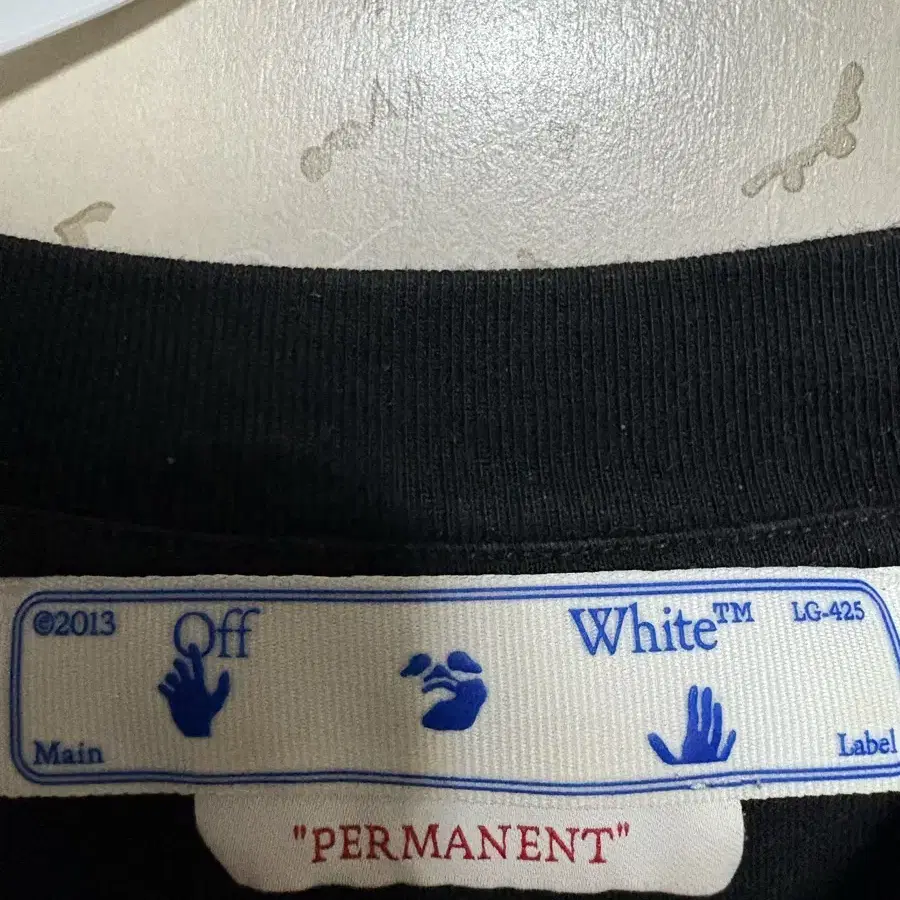 ©2013 Off White™ LG-425
Main Label
"PERMANENT"